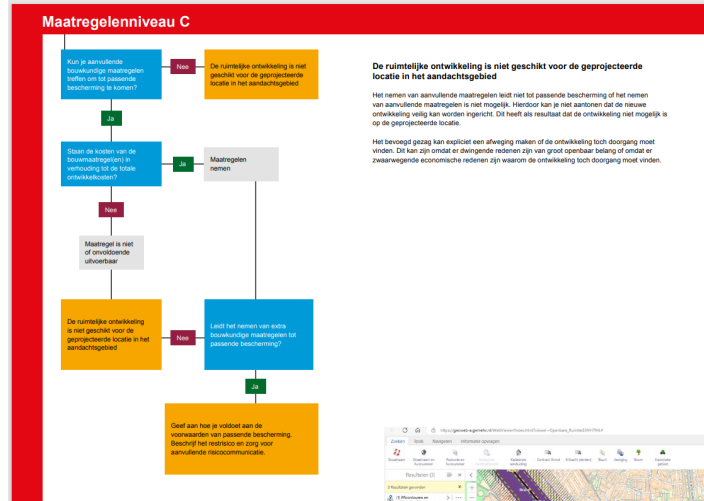 Maatregelenniveau C
Kun je aanvullende
bouwkundige maatregelen
treffen om tot passende
bescherming te komen?
Nee
De ruimtelijke ontwikkeling is niet
geschikt voor de geprojecteerde
locatie in het aandachtsgebied
Ja
Staan de kosten van de
bouwmaatregel(en) in
verhouding tot de totale
ontwikkelkosten?
Ja
Maatregelen
nemen
Nee
Maatregel is niet
of onvoldoende
uitvoerbaar
De ruimtelijke ontwikkeling
is niet geschikt voor de
geprojecteerde locatie in het
aandachtsgebied
Nee
Leidt het nemen van extra
bouwkundige maatregelen tot
passende bescherming?
Ja
Geef aan hoe je voldoet aan de
voorwaarden van passende bescherming.
Beschrijf het restrisico en zorg voor
aanvullende risicocommunicatie.
De ruimtelijke ontwikkeling is niet geschikt voor de geprojecteerde
locatie in het aandachtsgebied
Het nemen van aanvullende maatregelen leidt niet tot passende bescherming of het nemen
van aanvullende maatregelen is niet mogelijk. Hierdoor kan je niet aantonen dat de nieuwe
ontwikkeling veilig kan worden ingericht. Dit heeft als resultaat dat de ontwikkeling niet mogelijk is
op de geprojecteerde locatie.
Het bevoegd gezag kan expliciet een afweging maken of de ontwikkeling toch doorgang moet
vinden. Dit kan zijn omdat er dwingende redenen zijn van groot openbaar belang of omdat er
zwaarwegende economische redenen zijn waarom de ontwikkeling toch doorgang moet vinden.
Zoeken Tools Navigeren Informatie opvragen
Resultaten (3)
3 Resultaten gevonden